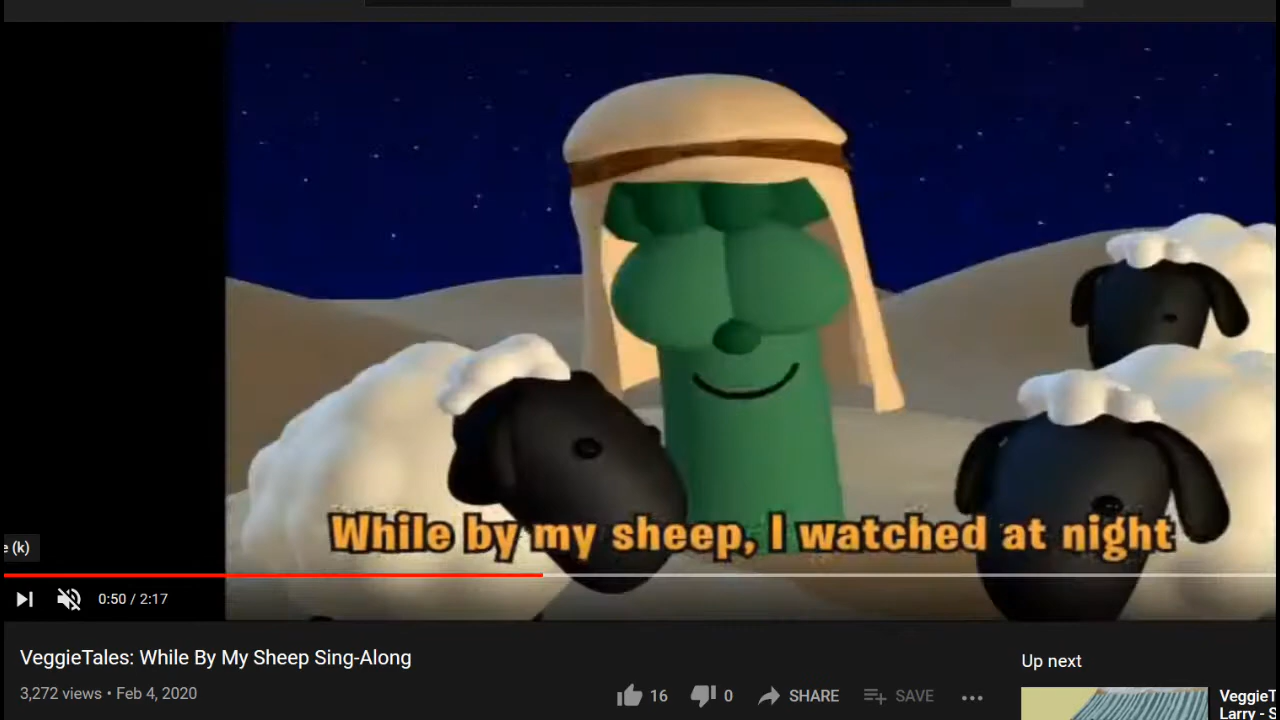 While by my sheep, I watched at night
e (k)
0:50 / 2:17
VeggieTales: While By My Sheep Sing-Along
3,272 views • Feb 4, 2020
16
0
SHARE
SAVE
Up next
VeggieT
Larry - S